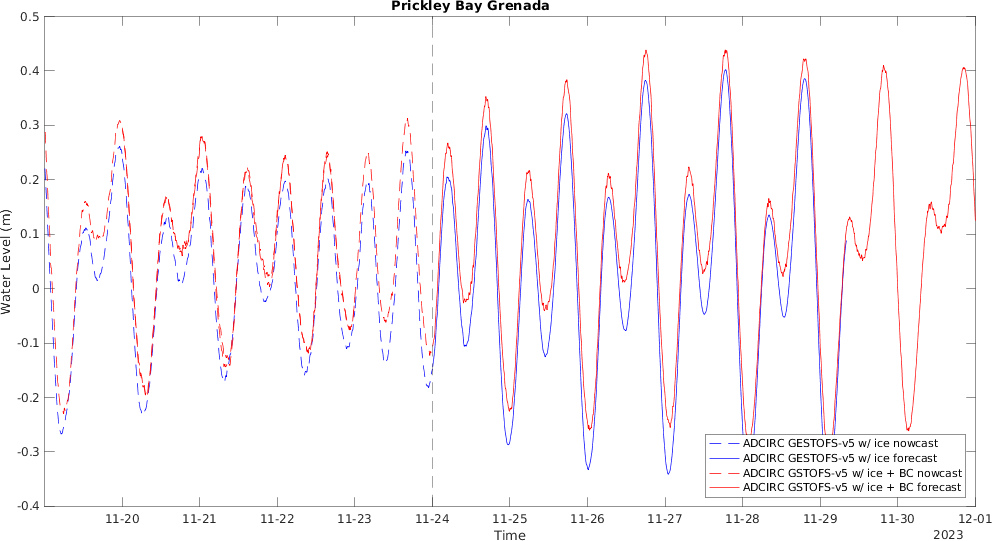 Prickley Bay Grenada
0.5
0.4
0.3
0.2
0.1
0
-0.1
-0.2
-0.3
-0.4
Water Level (m)
ADCIRC GESTOFS-v5 w/ ice nowcast
ADCIRC GESTOFS-v5 w/ ice forecast
ADCIRC GSTOFS-v5 w/ ice + BC nowcast
ADCIRC GSTOFS-v5 w/ ice + BC forecast
11-20 11-21 11-22 11-23 11-24 11-25 11-26 11-27 11-28 11-29 11-30 12-01
Time
2023